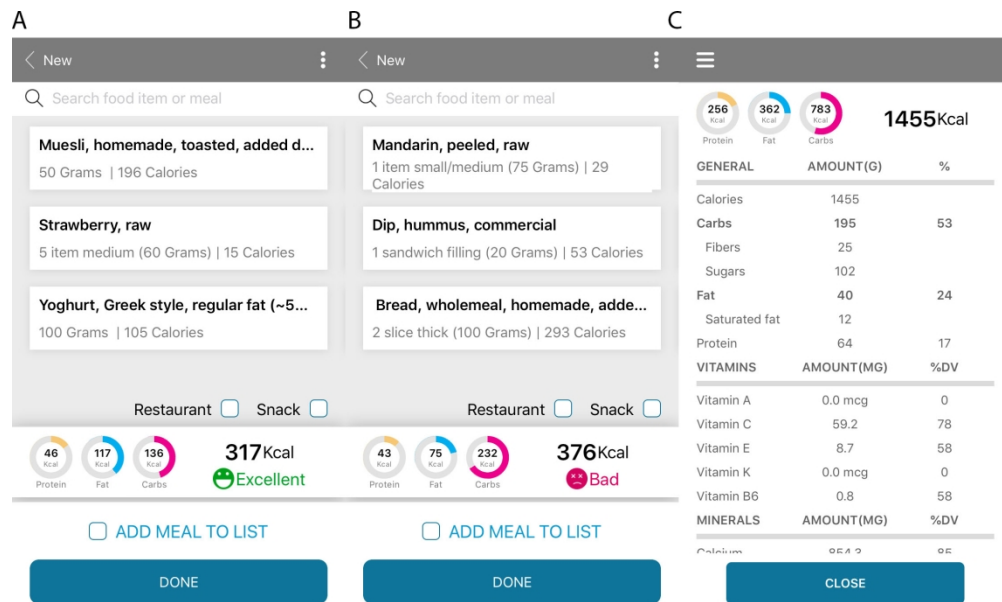 A
New
Search food item or meal
Muesli, homemade, toasted, added d...
50 Grams | 196 Calories
Strawberry, raw
5 item medium (60 Grams) | 15 Calories
Yoghurt, Greek style, regular fat (~5...
100 Grams | 105 Calories
Restaurant Snack
46 Kcal Protein
117 Kcal Fat
136 Kcal Carbs
317Kcal
Excellent
ADD MEAL TO LIST
DONE
B
New
Search food item or meal
Mandarin, peeled, raw
1 item small/medium (75 Grams) | 29
Calories
Dip, hummus, commercial
1 sandwich filling (20 Grams) | 53 Calories
Bread, wholemeal, homemade, adde...
2 slice thick (100 Grams) | 293 Calories
Restaurant Snack
43 Kcal Protein
75 Kcal Fat
232 Kcal Carbs
376Kcal
Bad
ADD MEAL TO LIST
DONE
C
256 Kcal Protein
362 Kcal Fat
783 Kcal Carbs
1455Kcal
GENERAL AMOUNT(G) %
Calories 1455
Carbs 195 53
Fibers 25
Sugars 102
Fat 40 24
Saturated fat 12
Protein 64 17
VITAMINS AMOUNT(MG) %DV
Vitamin A 0.0 mcg 0
Vitamin C 59.2 78
Vitamin E 8.7 58
Vitamin K 0.0 mcg 0
Vitamin B6 0.8 58
MINERALS AMOUNT(MG) %DV
Calcium 854.3 85
CLOSE